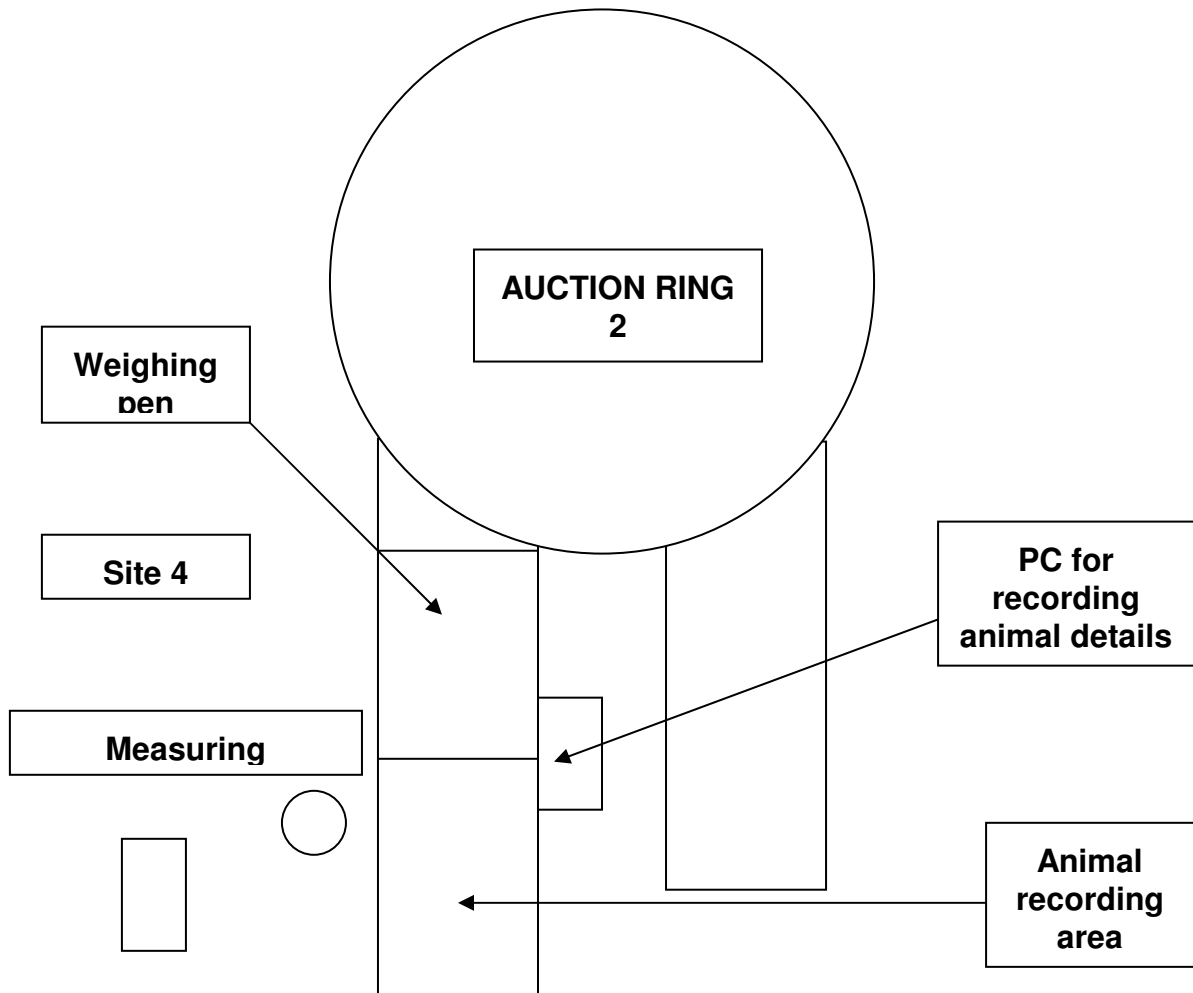 AUCTION RING
2
Weighing
pen
Site 4
PC for
recording
animal details
Measuring
Animal
recording
area